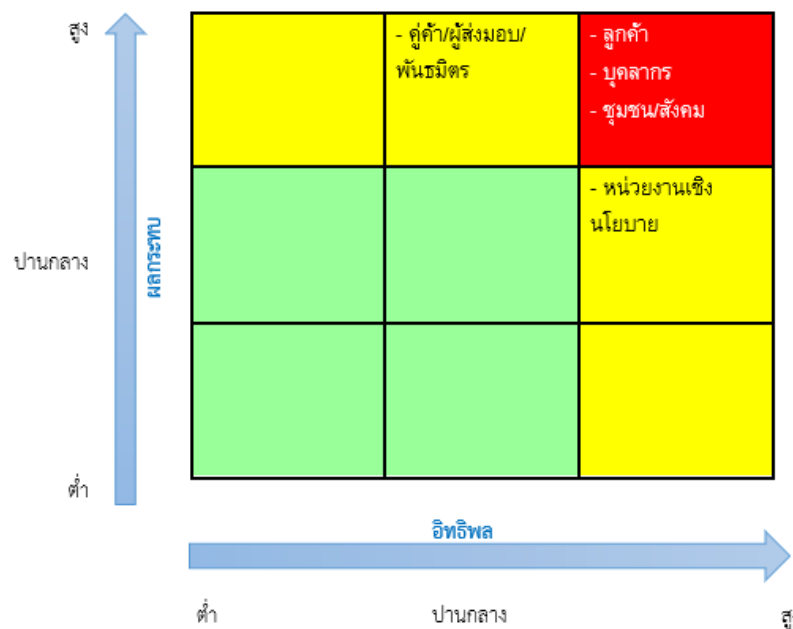 สูง
- คู่ค้า/ผู้ส่งมอบ/
พันธมิตร
- ลูกค้า
- บุคลากร
- ชุมชน/สังคม
- หน่วยงานเชิง
นโยบาย
ปานกลาง
ผลกระทบ
ต่ำ
อิทธิพล
ต่ำ
ปานกลาง